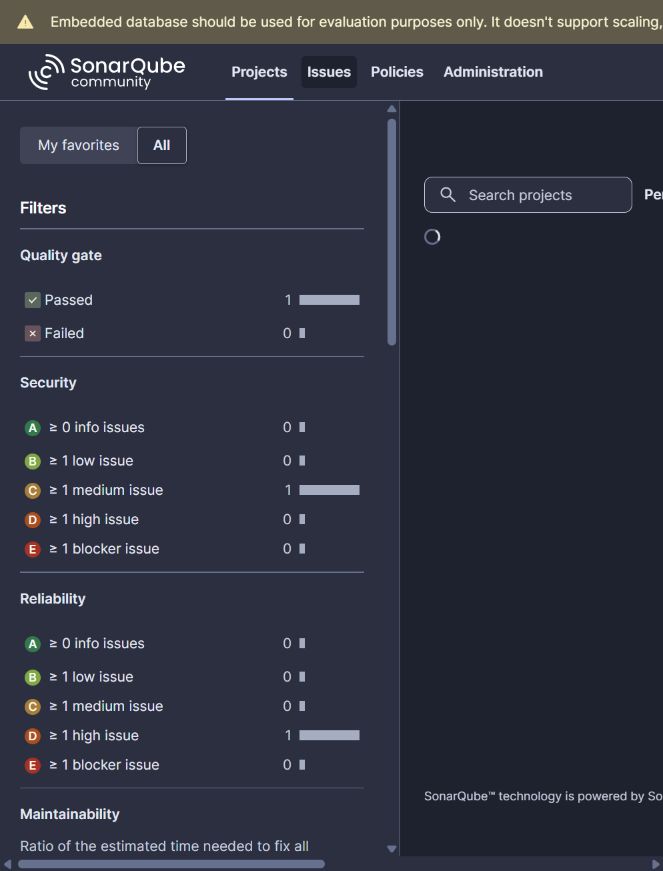 Embedded database should be used for evaluation purposes only. It doesn't support scaling,
SonarQube
community
Projects Issues Policies Administration
My favorites All
Search projects
Filters
Quality gate
Passed 1
Failed 0
Security
A ≥ 0 info issues 0
B ≥ 1 low issue 0
C ≥ 1 medium issue 1
D ≥ 1 high issue 0
E ≥ 1 blocker issue 0
Reliability
A ≥ 0 info issues 0
B ≥ 1 low issue 0
C ≥ 1 medium issue 0
D ≥ 1 high issue 1
E ≥ 1 blocker issue 0
SonarQube™ technology is powered by So
Maintainability
Ratio of the estimated time needed to fix all